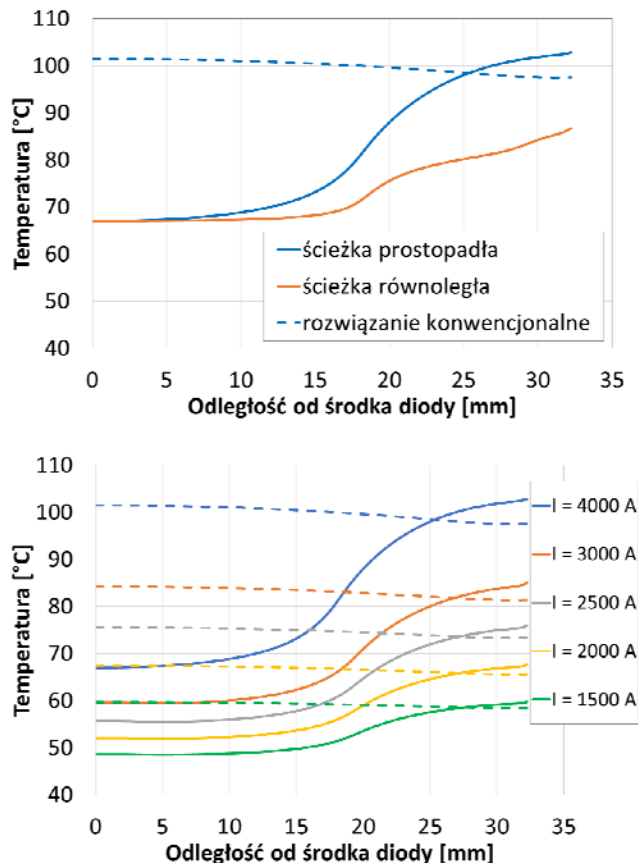 110
100
90
80
70
60
50
40
Temperatura [°C]
ścieżka prostopadła
ścieżka równoległa
rozwiązanie konwencjonalne
0 5 10 15 20 25 30 35
Odległość od środka diody [mm]
110
100
90
80
70
60
50
40
Temperatura [°C]
I = 4000 A
I = 3000 A
I = 2500 A
I = 2000 A
I = 1500 A
0 5 10 15 20 25 30 35
Odległość od środka diody [mm]